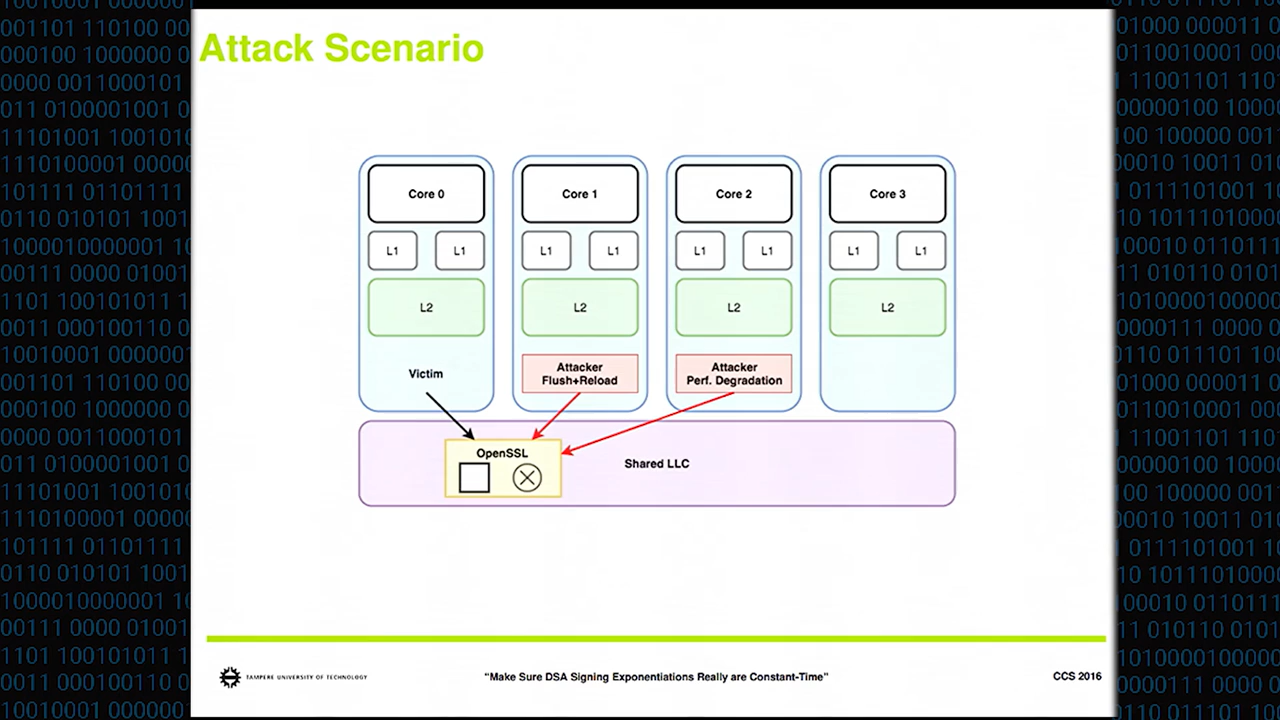 Attack Scenario
Core 0
Core 1
Core 2
Core 3
L1
L1
L1
L1
L1
L1
L1
L1
L2
L2
L2
L2
Victim
Attacker
Flush+Reload
Attacker
Perf. Degradation
OpenSSL
Shared LLC
TAMPERE UNIVERSITY OF TECHNOLOGY
"Make Sure DSA Signing Exponentiations Really are Constant-Time"
CCS 2016